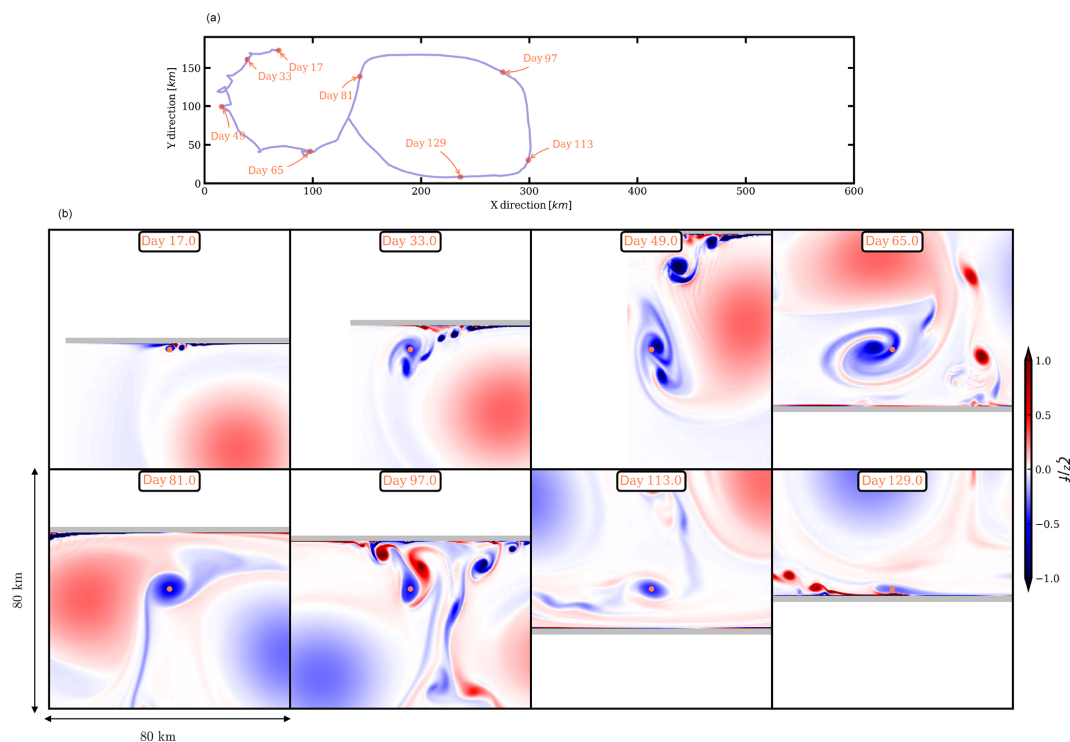 (a)
150
100
50
0
Y direction [km]
Day 17
Day 33
Day 49
Day 65
Day 81
Day 97
Day 113
Day 129
0 100 200 300 400 500 600
X direction [km]
(b)
Day 17.0 Day 33.0 Day 49.0 Day 65.0
Day 81.0 Day 97.0 Day 113.0 Day 129.0
1.0
0.5
0.0
−0.5
−1.0
ζz/f
80 km
80 km